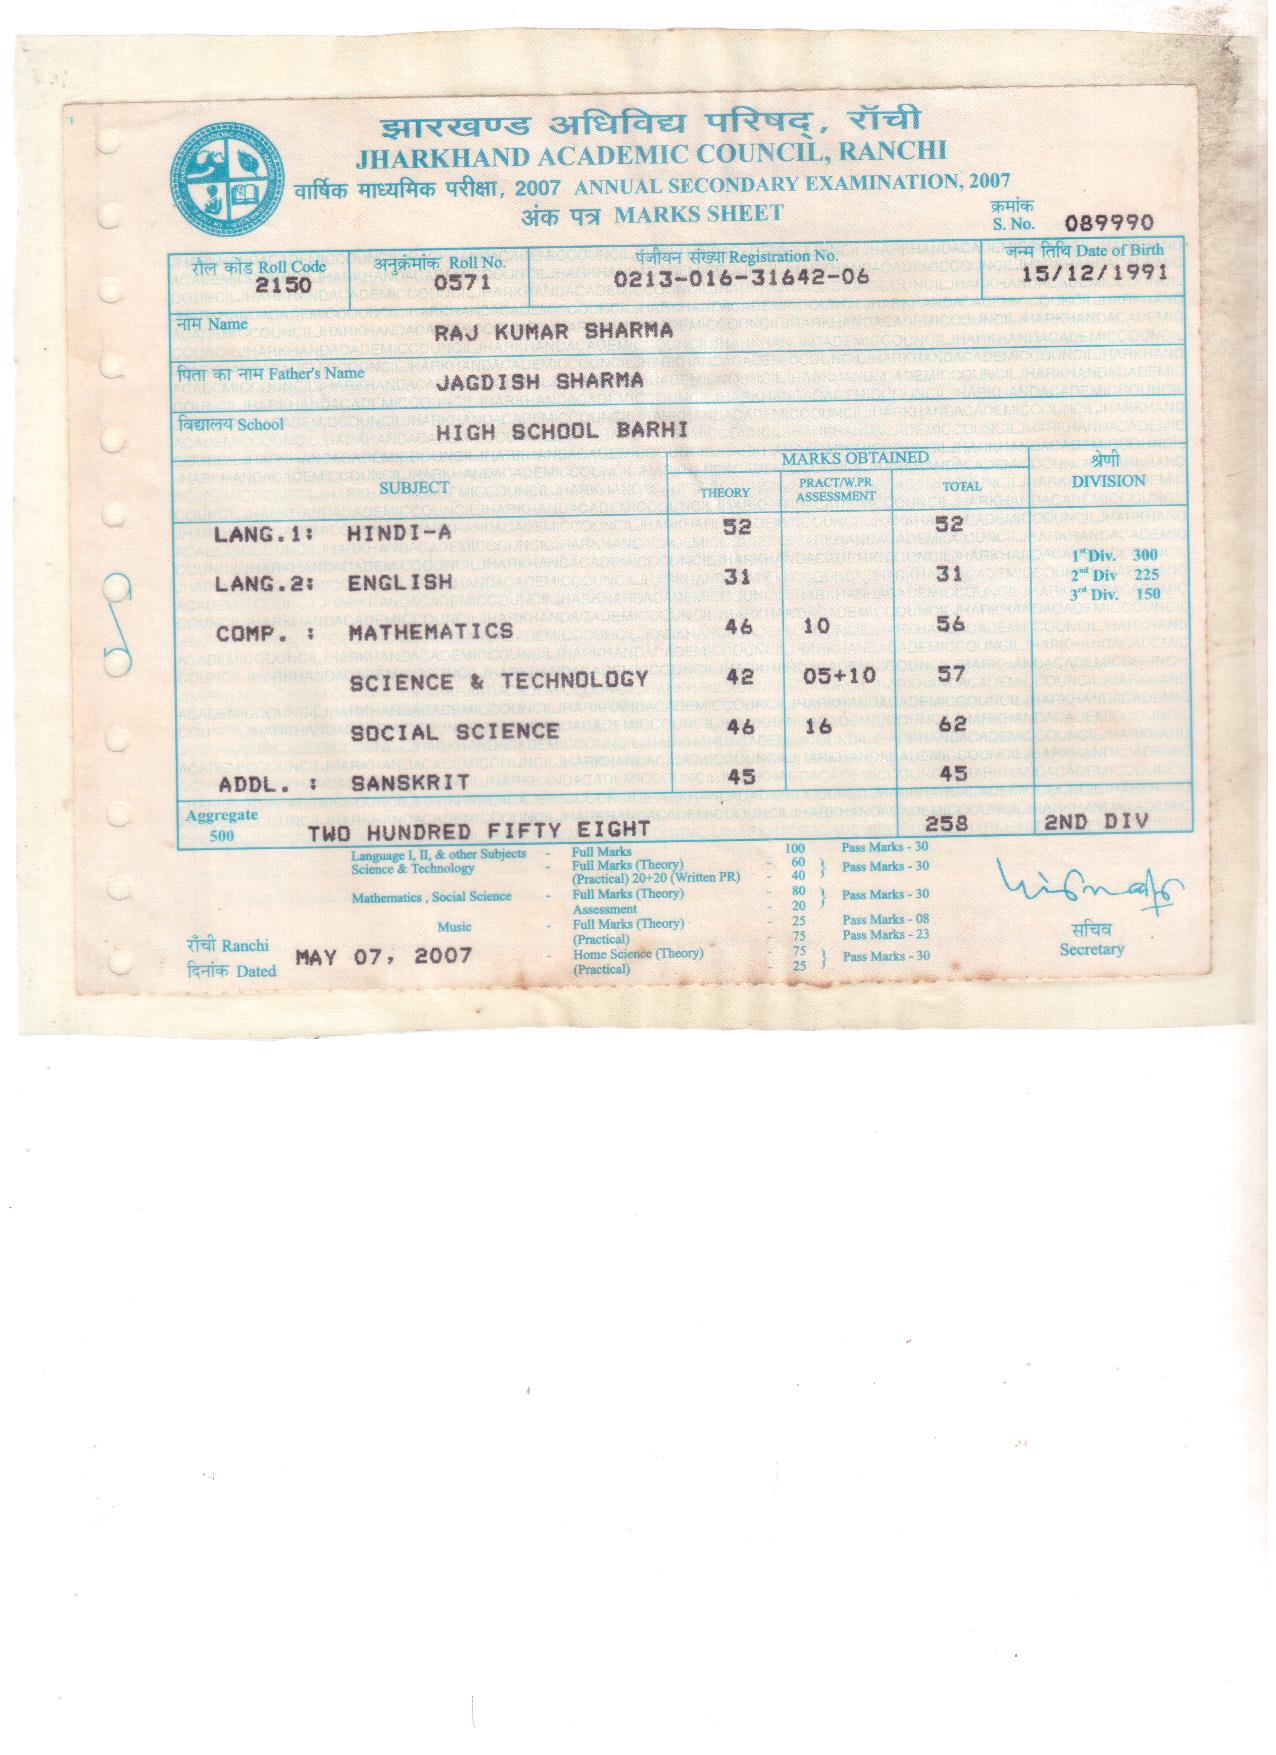 झारखण्ड अधिविद्य परिषद्, राँची
JHARKHAND ACADEMIC COUNCIL, RANCHI
वार्षिक माध्यमिक परीक्षा, 2007 ANNUAL SECONDARY EXAMINATION, 2007
अंक पत्र MARKS SHEET
क्रमांक
S. No. 089990
रौल कोड Roll Code अनुक्रमांक Roll No. पंजीयन संख्या Registration No. जन्म तिथि Date of Birth
2150 0571 0213-016-31642-06 15/12/1991
नाम Name RAJ KUMAR SHARMA
पिता का नाम Father's Name JAGDISH SHARMA
विद्यालय School HIGH SCHOOL BARHI
SUBJECT MARKS OBTAINED श्रेणी
THEORY PRACT/W.PR ASSESSMENT TOTAL DIVISION
LANG.1: HINDI-A 52 52
1st Div. 300
LANG.2: ENGLISH 31 31 2nd Div 225
3rd Div. 150
COMP. : MATHEMATICS 46 10 56
SCIENCE & TECHNOLOGY 42 05+10 57
SOCIAL SCIENCE 46 16 62
ADDL. : SANSKRIT 45 45
Aggregate
500 TWO HUNDRED FIFTY EIGHT 258 2ND DIV
Language I, II, & other Subjects - Full Marks 100 Pass Marks - 30
Science & Technology - Full Marks (Theory) - 60 } Pass Marks - 30
(Practical) 20+20 (Written PR) - 40
Mathematics , Social Science - Full Marks (Theory) - 80 } Pass Marks - 30
Assessment - 20
Music - Full Marks (Theory) - 25 Pass Marks - 08
(Practical) - 75 Pass Marks - 23
- Home Science (Theory) - 75 } Pass Marks - 30
(Practical) - 25
राँची Ranchi
दिनांक Dated MAY 07, 2007
सचिव
Secretary